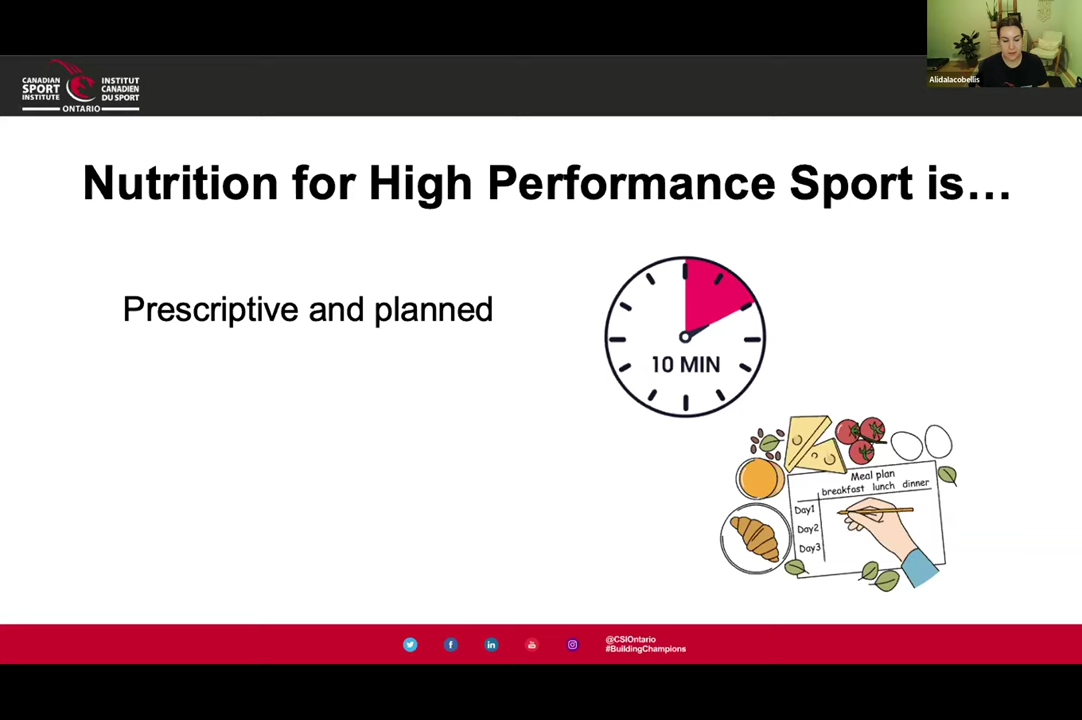 AlidaIacobellis
CANADIAN
SPORT
INSTITUTE
INSTITUT
CANADIEN
DU SPORT
ONTARIO
Nutrition for High Performance Sport is…
Prescriptive and planned
10 MIN
Meal plan
breakfast lunch dinner
Day1
Day2
Day3
@CSIOntario
#BuildingChampions